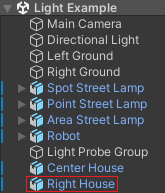 Light Example
Main Camera
Directional Light
Left Ground
Right Ground
Spot Street Lamp
Point Street Lamp
Area Street Lamp
Robot
Light Probe Group
Center House
Right House